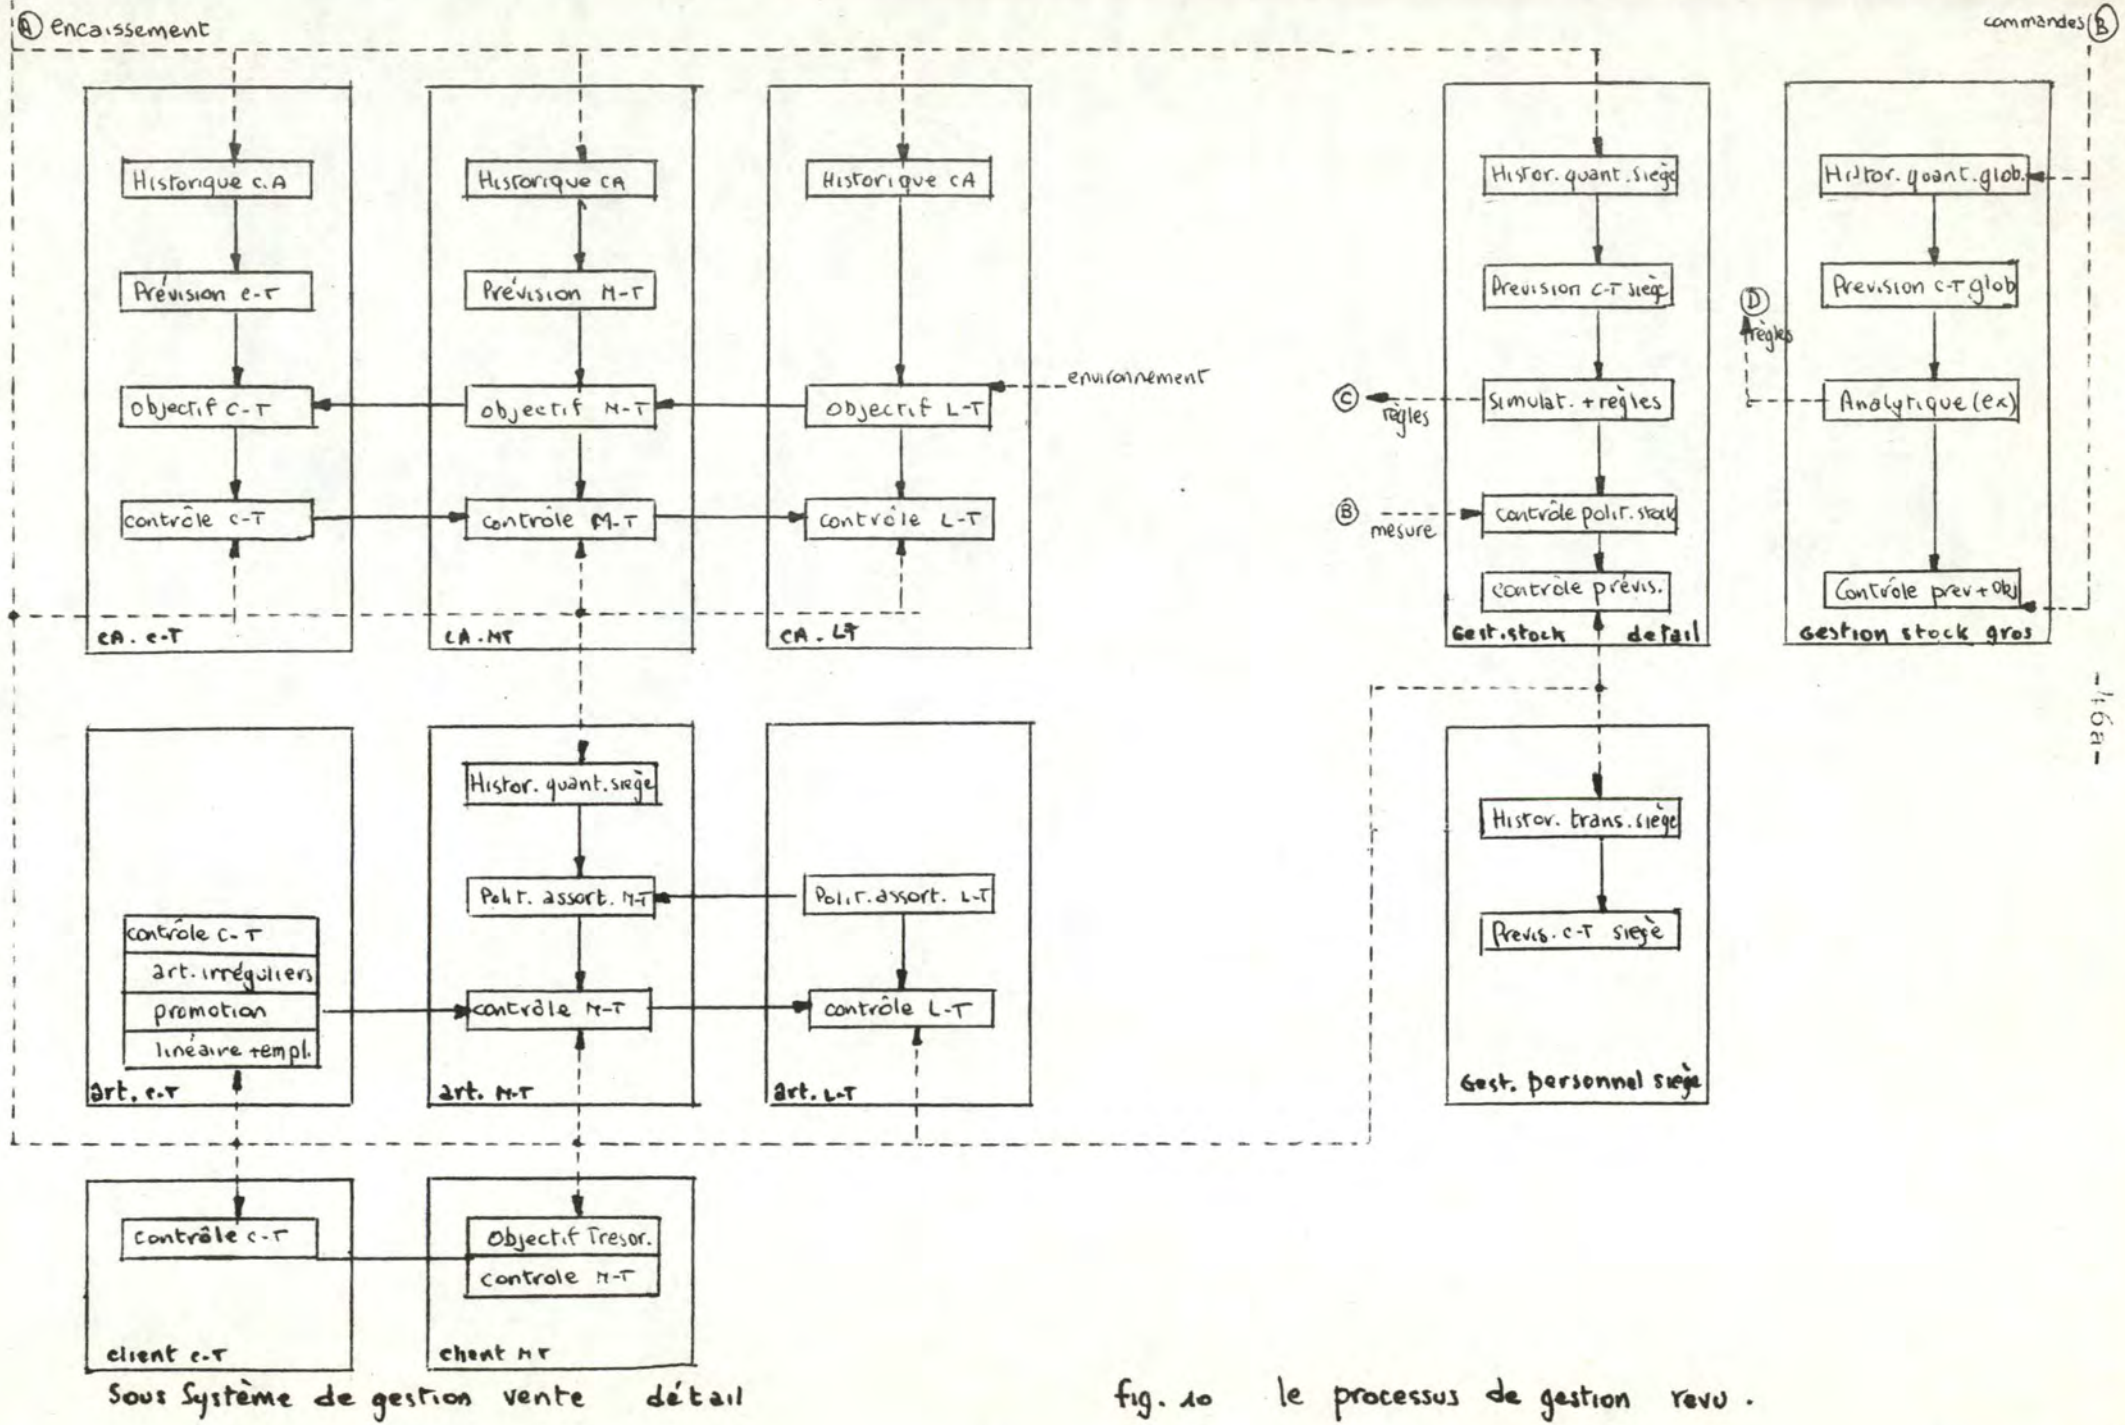 A encaissement
commandes B
Historique C.A
Prévision C-T
Objectif C-T
contrôle C-T
CA. C-T
Historique CA
Prévision M-T
objectif M-T
contrôle M-T
CA. MT
Historique CA
environnement
Objectif L-T
contrôle L-T
CA. LT
Histor. quant. siège
Prevision C-T siège
Simulat. + règles
C
règles
B
mesure
contrôle polit. stock
contrôle prévis.
Gest. stock detail
Histor. quant. glob.
Prevision C-T glob
D
règles
Analytique (ex)
Contrôle prev + Obj
Gestion stock gros
-46a-
contrôle C-T
art. irréguliers
promotion
linéaire + empl.
art. C-T
Histor. quant. siège
Polit. assort. M-T
contrôle M-T
art. M-T
Polit. assort. L-T
contrôle L-T
art. L-T
Histor. trans. siège
Previs. C-T siège
Gest. personnel siège
Contrôle C-T
client C-T
Objectif Tresor.
controle M-T
client MT
Sous Système de gestion vente détail
fig. 10 le processus de gestion revu.